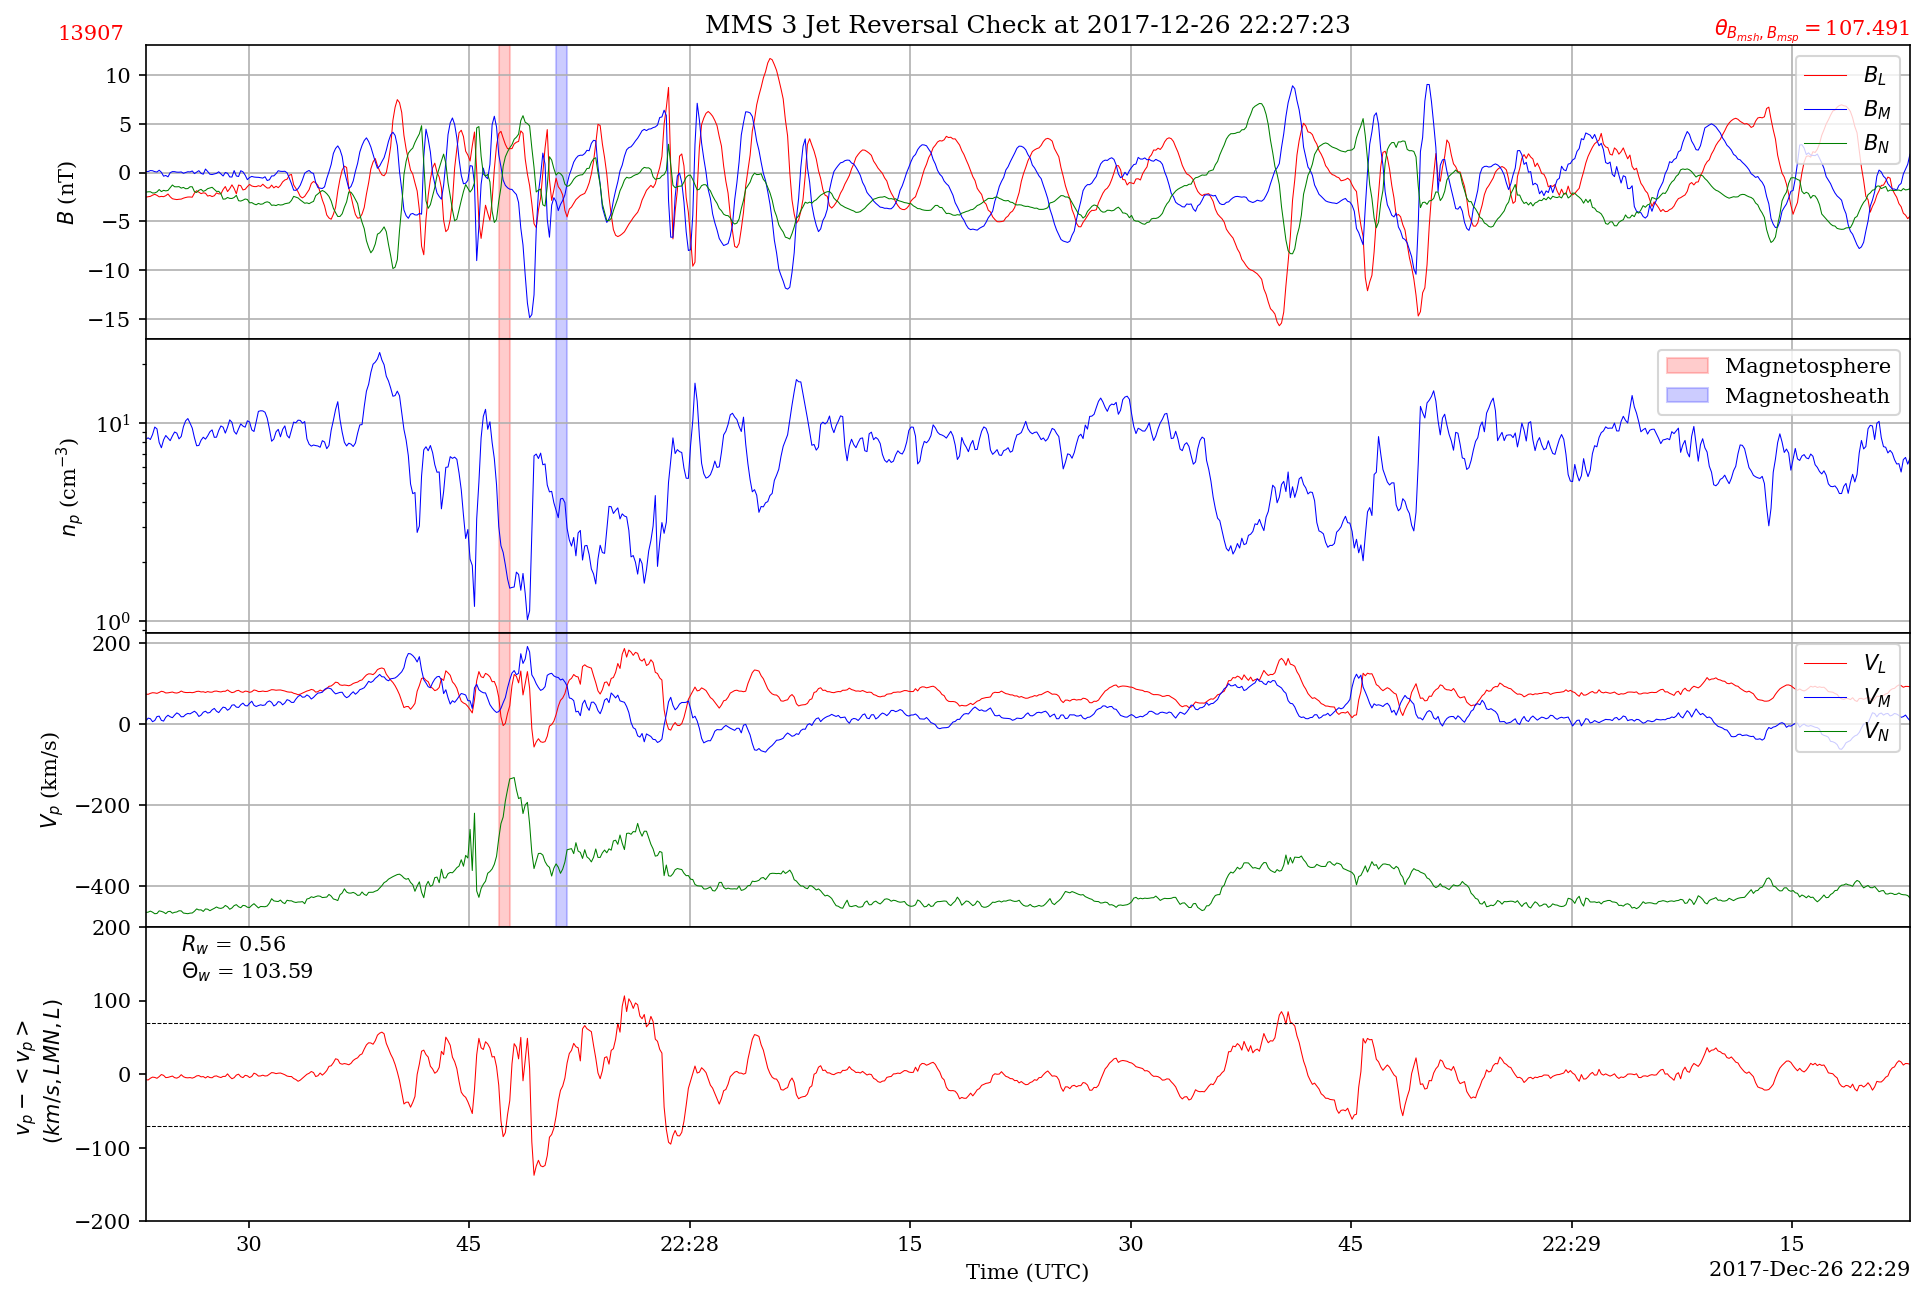 MMS 3 Jet Reversal Check at 2017-12-26 22:27:23
13907
θ_{B_{msh}, B_{msp}} = 107.491
10
5
0
−5
−10
−15
B (nT)
B_L
B_M
B_N
10^1
10^0
n_p (cm^{−3})
Magnetosphere
Magnetosheath
200
0
−200
−400
V_p (km/s)
V_L
V_M
V_N
200
100
0
−100
−200
v_p − < v_p >
(km/s, LMN, L)
R_w = 0.56
Θ_w = 103.59
30 45 22:28 15 30 45 22:29 15
Time (UTC)
2017-Dec-26 22:29